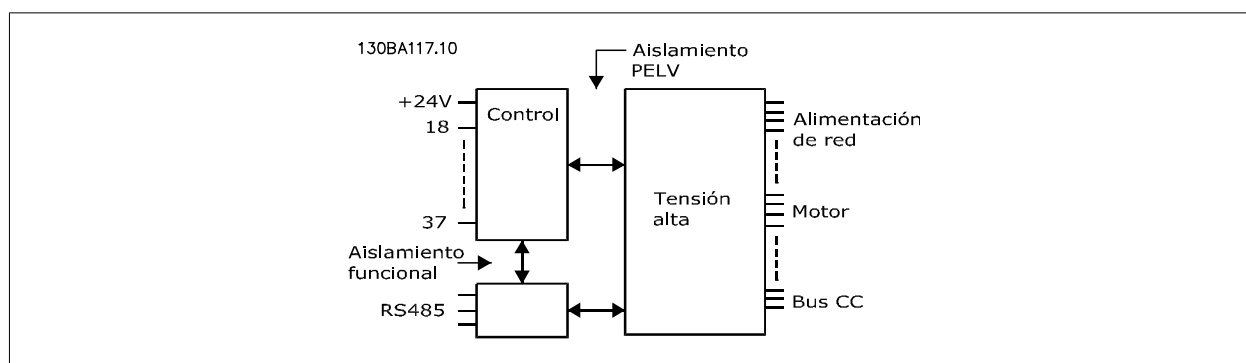 130BA117.10
Aislamiento
PELV
+24V
Control
18
37
Tensión
alta
Alimentación
de red
Motor
Aislamiento
funcional
RS485
Bus CC